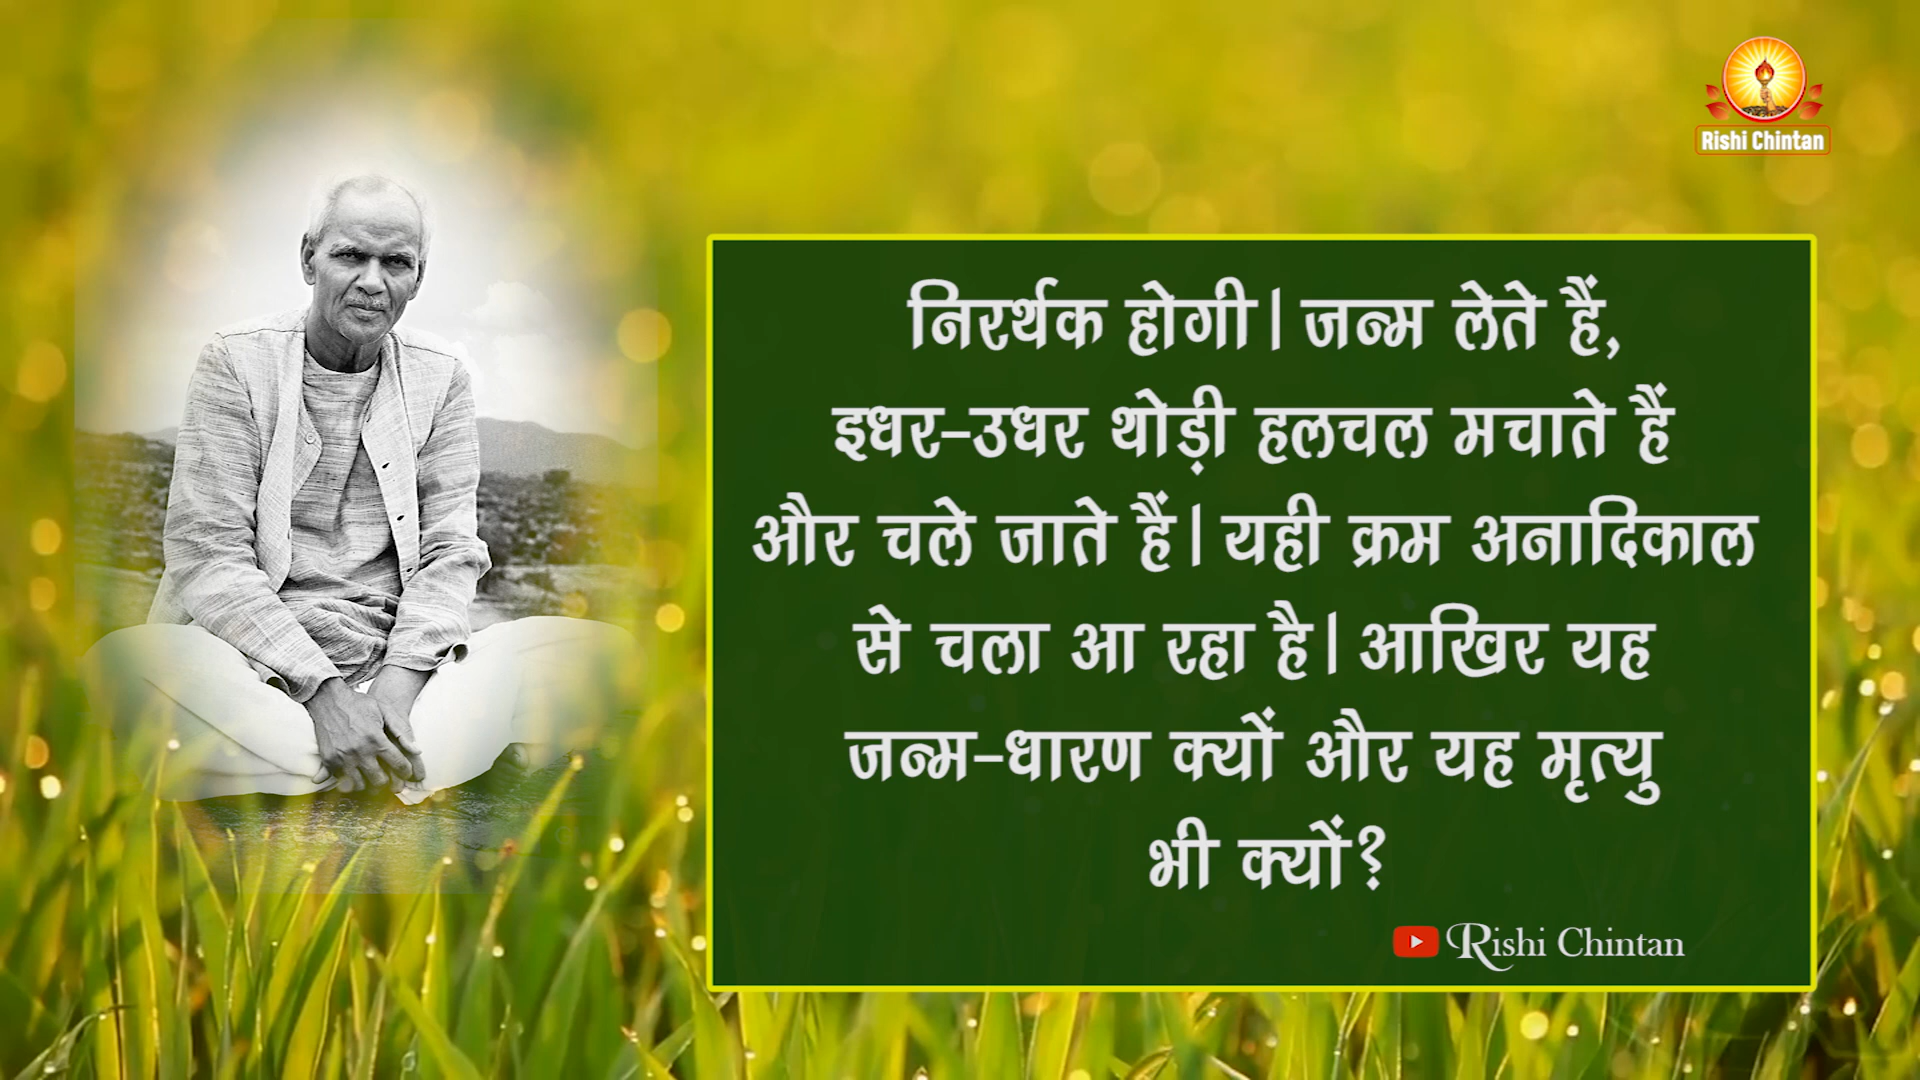 Rishi Chintan
निरर्थक होगी। जन्म लेते हैं,
इधर-उधर थोड़ी हलचल मचाते हैं
और चले जाते हैं। यही क्रम अनादिकाल
से चला आ रहा है। आखिर यह
जन्म-धारण क्यों और यह मृत्यु
भी क्यों?
Rishi Chintan